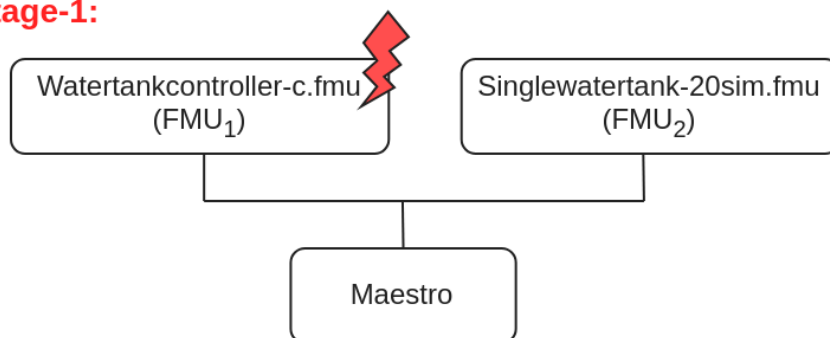 tage-1:
Watertankcontroller-c.fmu
(FMU1)
Singlewatertank-20sim.fmu
(FMU2)
Maestro